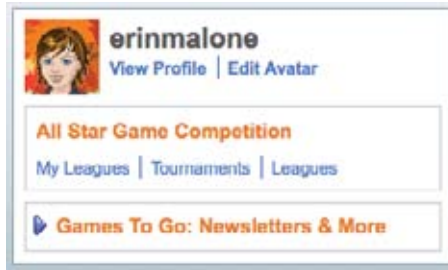 erinmalone
View Profile | Edit Avatar
All Star Game Competition
My Leagues | Tournaments | Leagues
Games To Go: Newsletters & More